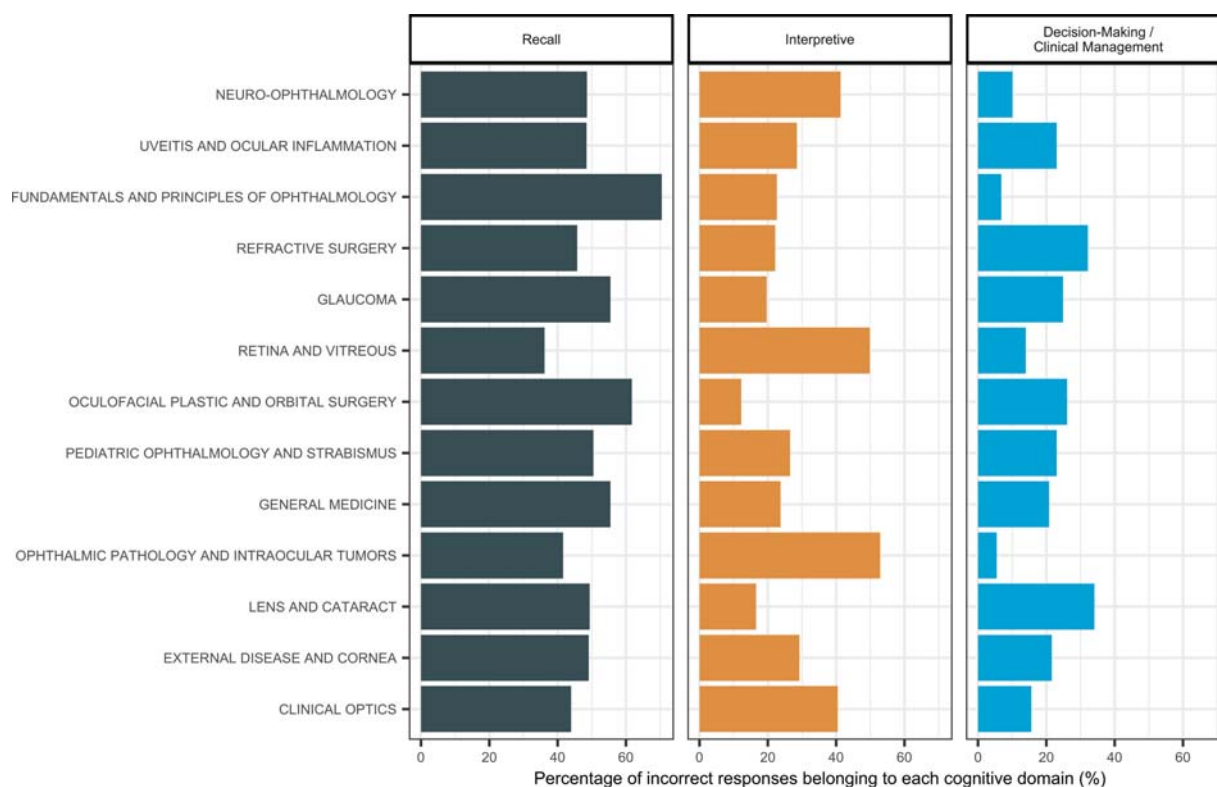 Recall
Interpretive
Decision-Making /
Clinical Management
NEURO-OPHTHALMOLOGY
UVEITIS AND OCULAR INFLAMMATION
FUNDAMENTALS AND PRINCIPLES OF OPHTHALMOLOGY
REFRACTIVE SURGERY
GLAUCOMA
RETINA AND VITREOUS
OCULOFACIAL PLASTIC AND ORBITAL SURGERY
PEDIATRIC OPHTHALMOLOGY AND STRABISMUS
GENERAL MEDICINE
OPHTHALMIC PATHOLOGY AND INTRAOCULAR TUMORS
LENS AND CATARACT
EXTERNAL DISEASE AND CORNEA
CLINICAL OPTICS
0 20 40 60 0 20 40 60 0 20 40 60
Percentage of incorrect responses belonging to each cognitive domain (%)